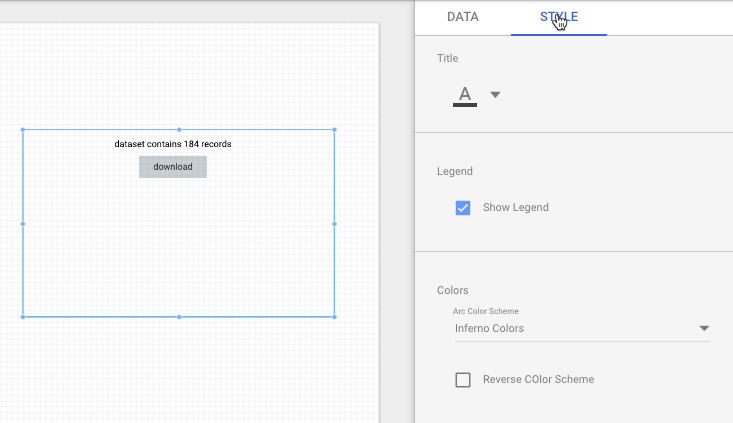 DATA STYLE
Title
A
dataset contains 184 records
download
Legend
Show Legend
Colors
Arc Color Scheme
Inferno Colors
Reverse COlor Scheme